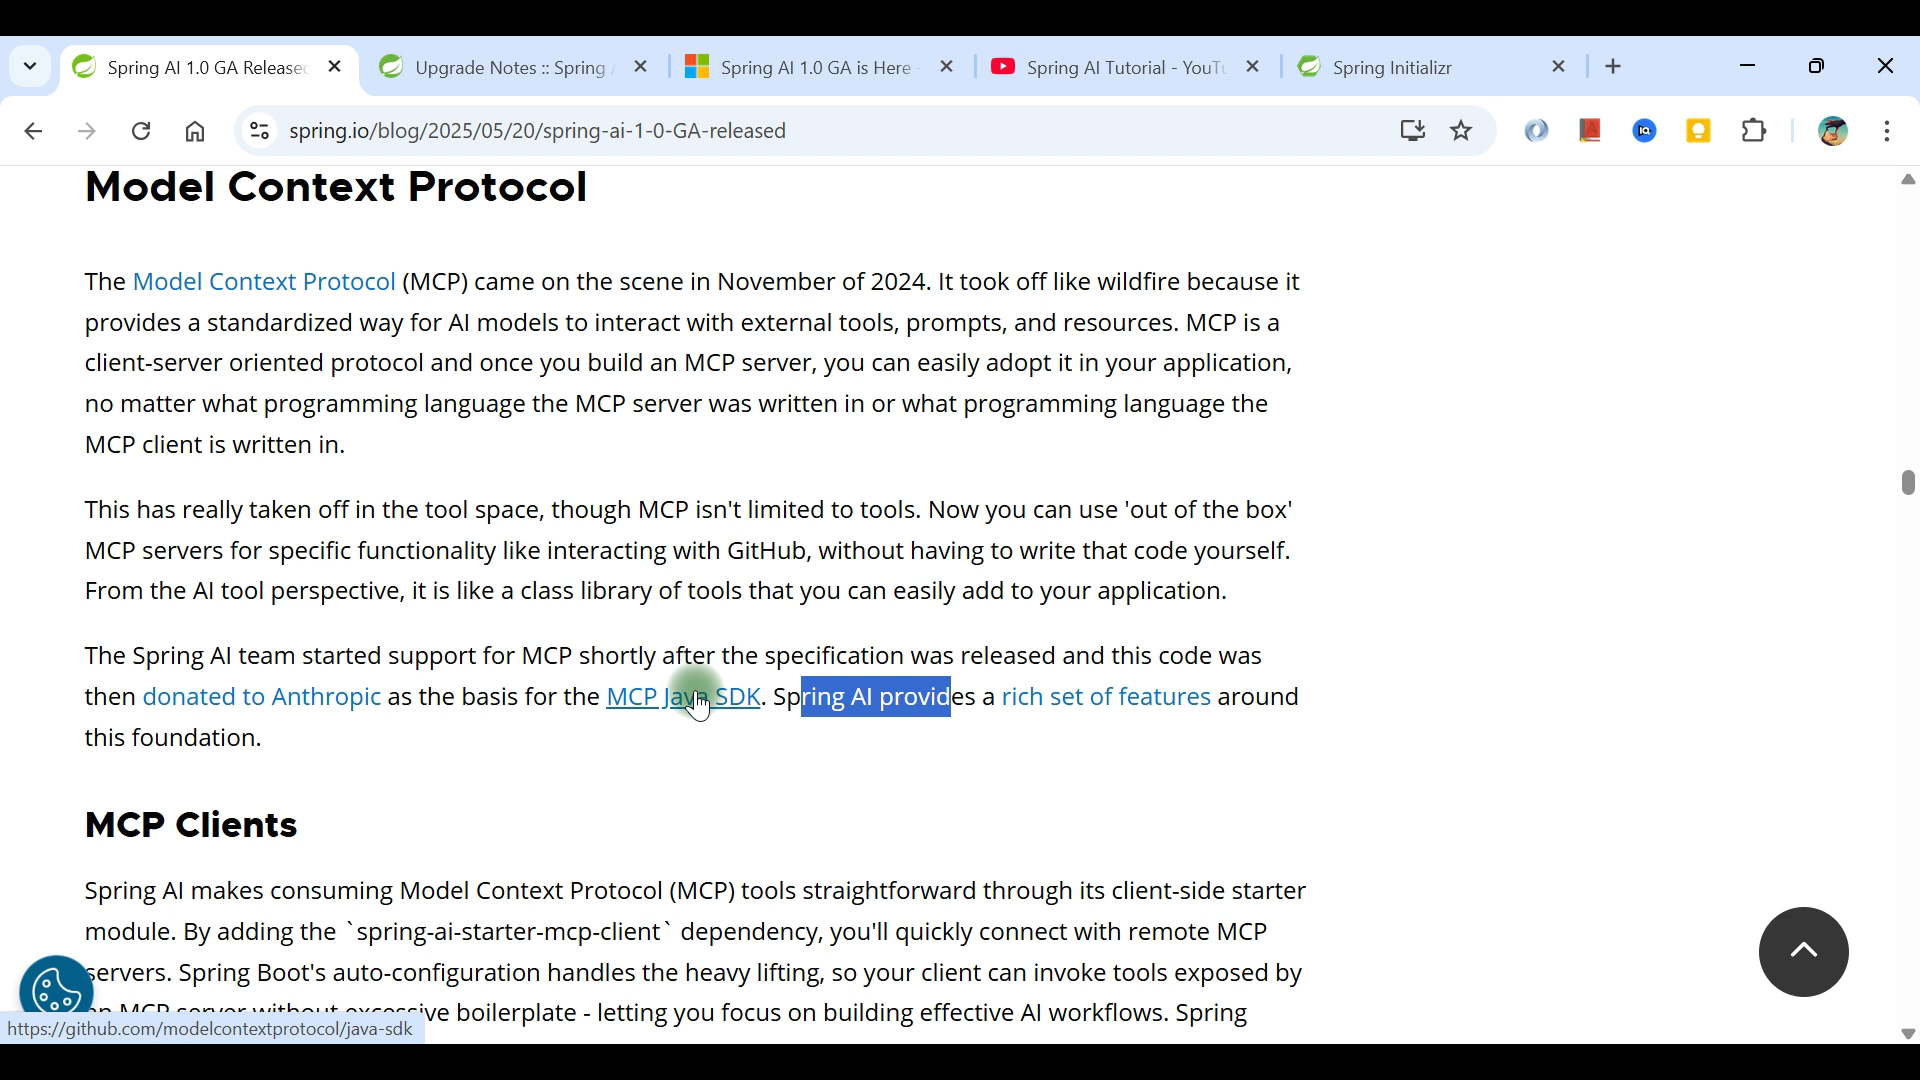 Spring AI 1.0 GA Released
Upgrade Notes :: Spring
Spring AI 1.0 GA is Here
Spring AI Tutorial - YouTu
Spring Initializr
spring.io/blog/2025/05/20/spring-ai-1-0-GA-released
Model Context Protocol
The Model Context Protocol (MCP) came on the scene in November of 2024. It took off like wildfire because it
provides a standardized way for AI models to interact with external tools, prompts, and resources. MCP is a
client-server oriented protocol and once you build an MCP server, you can easily adopt it in your application,
no matter what programming language the MCP server was written in or what programming language the
MCP client is written in.
This has really taken off in the tool space, though MCP isn't limited to tools. Now you can use 'out of the box'
MCP servers for specific functionality like interacting with GitHub, without having to write that code yourself.
From the AI tool perspective, it is like a class library of tools that you can easily add to your application.
The Spring AI team started support for MCP shortly after the specification was released and this code was
then donated to Anthropic as the basis for the MCP Java SDK. Spring AI provides a rich set of features around
this foundation.
MCP Clients
Spring AI makes consuming Model Context Protocol (MCP) tools straightforward through its client-side starter
module. By adding the `spring-ai-starter-mcp-client` dependency, you'll quickly connect with remote MCP
servers. Spring Boot's auto-configuration handles the heavy lifting, so your client can invoke tools exposed by
an MCP server without excessive boilerplate - letting you focus on building effective AI workflows. Spring
https://github.com/modelcontextprotocol/java-sdk